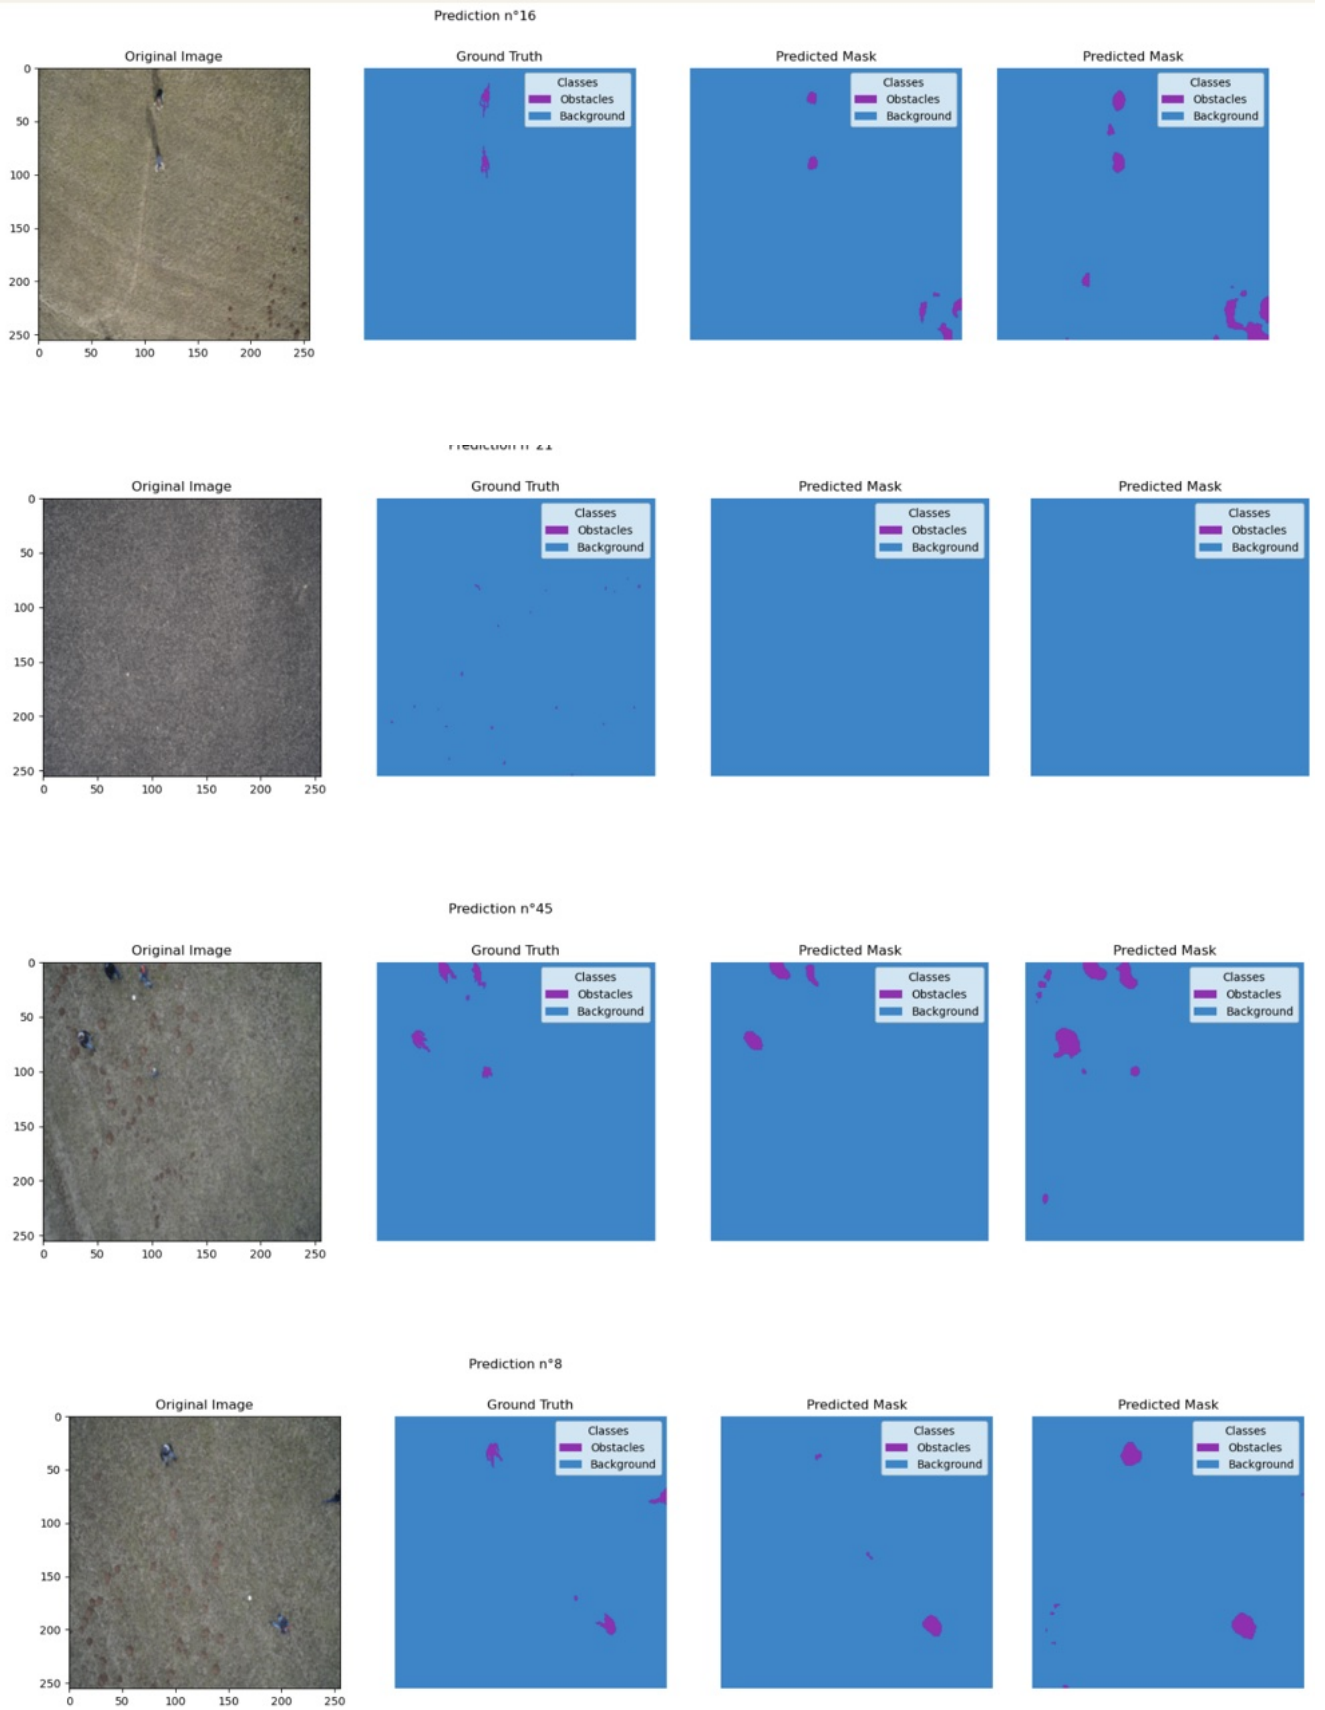 Prediction n°16
Original Image
Ground Truth
Predicted Mask
Predicted Mask
0
50
100
150
200
250
0 50 100 150 200 250
Classes
Obstacles
Background
Classes
Obstacles
Background
Classes
Obstacles
Background
Prediction n°21
Original Image
Ground Truth
Predicted Mask
Predicted Mask
0
50
100
150
200
250
0 50 100 150 200 250
Classes
Obstacles
Background
Classes
Obstacles
Background
Classes
Obstacles
Background
Prediction n°45
Original Image
Ground Truth
Predicted Mask
Predicted Mask
0
50
100
150
200
250
0 50 100 150 200 250
Classes
Obstacles
Background
Classes
Obstacles
Background
Classes
Obstacles
Background
Prediction n°8
Original Image
Ground Truth
Predicted Mask
Predicted Mask
0
50
100
150
200
250
0 50 100 150 200 250
Classes
Obstacles
Background
Classes
Obstacles
Background
Classes
Obstacles
Background